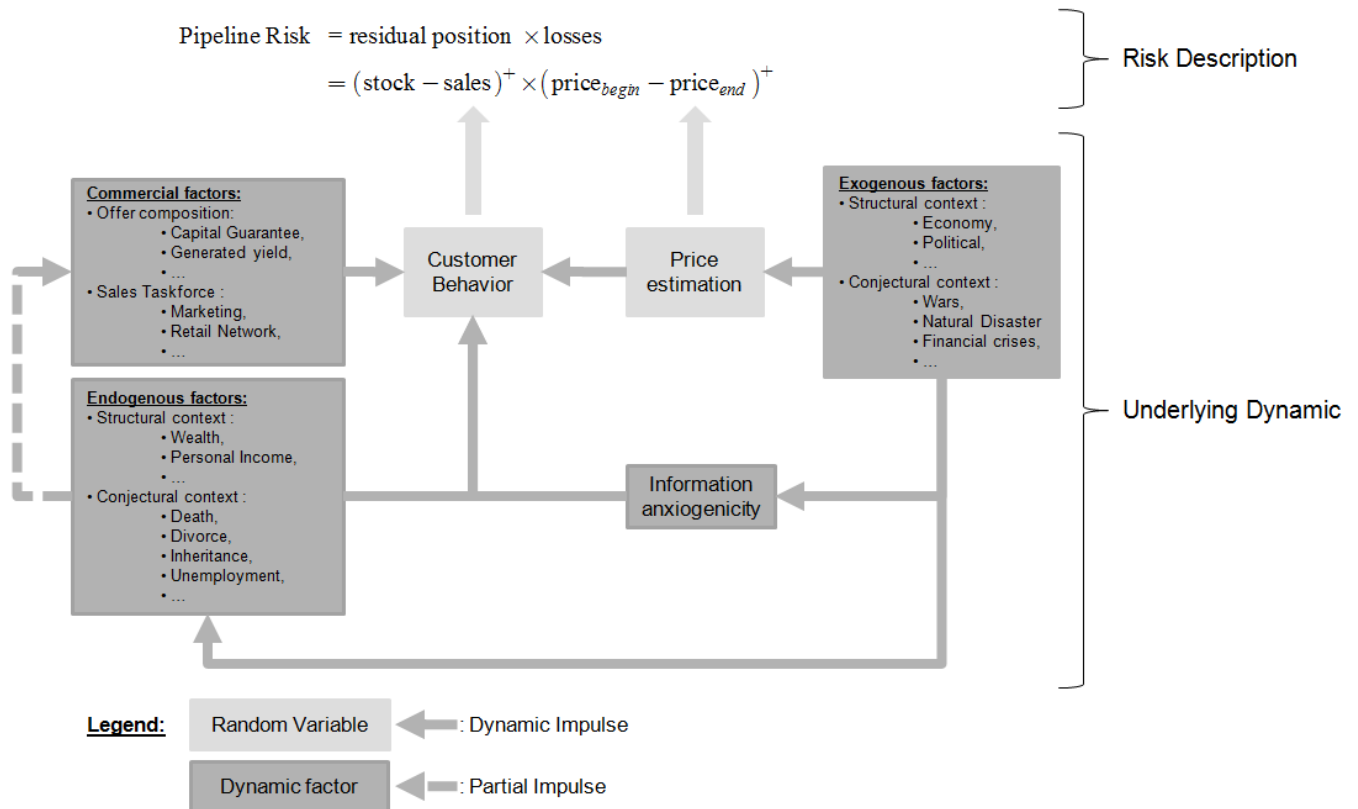 Pipeline Risk = residual position × losses
= (stock − sales)⁺ × (price_begin − price_end)⁺
Risk Description
Commercial factors:
• Offer composition:
• Capital Guarantee,
• Generated yield,
• ...
• Sales Taskforce :
• Marketing,
• Retail Network,
• ...
Customer
Behavior
Price
estimation
Exogenous factors:
• Structural context :
• Economy,
• Political,
• ...
• Conjectural context :
• Wars,
• Natural Disaster
• Financial crises,
• ...
Endogenous factors:
• Structural context :
• Wealth,
• Personal Income,
• ...
• Conjectural context :
• Death,
• Divorce,
• Inheritance,
• Unemployment,
• ...
Information
anxiogenicity
Underlying Dynamic
Legend:
Random Variable
: Dynamic Impulse
Dynamic factor
: Partial Impulse